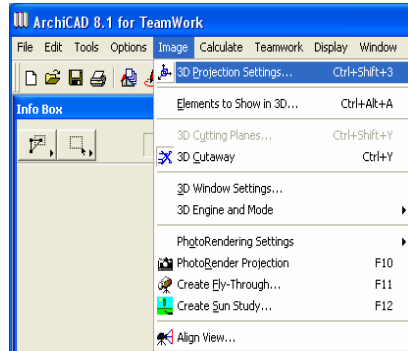 ArchiCAD 8.1 for TeamWork
File Edit Tools Options Image Calculate Teamwork Display Window
3D Projection Settings... Ctrl+Shift+3
Info Box
Elements to Show in 3D... Ctrl+Alt+A
3D Cutting Planes... Ctrl+Shift+Y
3D Cutaway Ctrl+Y
3D Window Settings...
3D Engine and Mode
PhotoRendering Settings
PhotoRender Projection F10
Create Fly-Through... F11
Create Sun Study... F12
Align View...